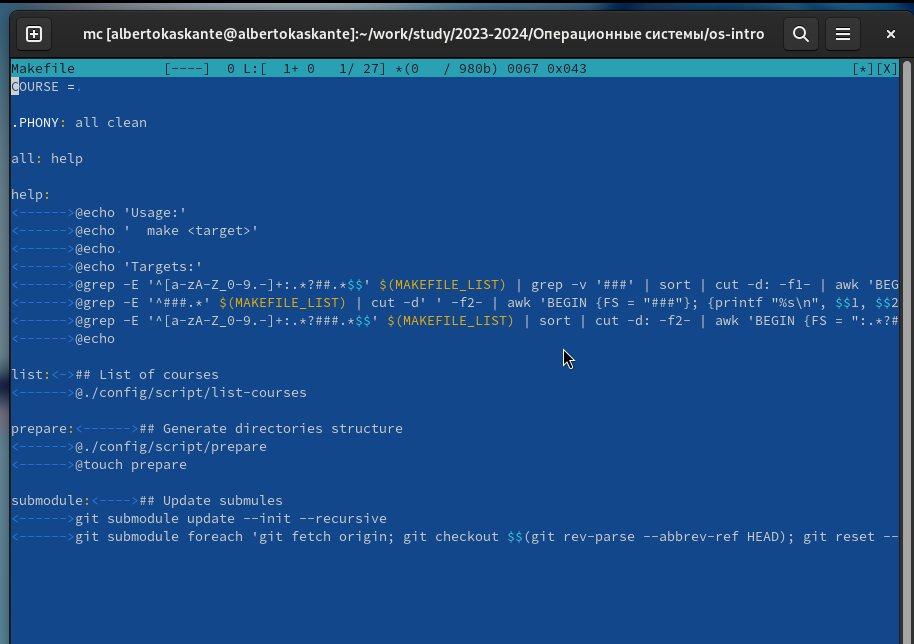 mc [albertokaskante@albertokaskante]:~/work/study/2023-2024/Операционные системы/os-intro
Makefile [----] 0 L:[ 1+ 0 1/ 27] *(0 / 980b) 0067 0x043 [*][X]
COURSE =.
.PHONY: all clean
all: help
help:
<------>@echo 'Usage:'
<------>@echo '  make <target>'
<------>@echo.
<------>@echo 'Targets:'
<------>@grep -E '^[a-zA-Z_0-9.-]+:.*?##.*$$' $(MAKEFILE_LIST) | grep -v '###' | sort | cut -d: -f1- | awk 'BEG
<------>@grep -E '^###.*' $(MAKEFILE_LIST) | cut -d' ' -f2- | awk 'BEGIN {FS = "###"}; {printf "%s\n", $$1, $$2
<------>@grep -E '^[a-zA-Z_0-9.-]+:.*?###.*$$' $(MAKEFILE_LIST) | sort | cut -d: -f2- | awk 'BEGIN {FS = ":.*?#
<------>@echo
list:<->## List of courses
<------>@./config/script/list-courses
prepare:<------>## Generate directories structure
<------>@./config/script/prepare
<------>@touch prepare
submodule:<---->## Update submules
<------>git submodule update --init --recursive
<------>git submodule foreach 'git fetch origin; git checkout $$(git rev-parse --abbrev-ref HEAD); git reset --